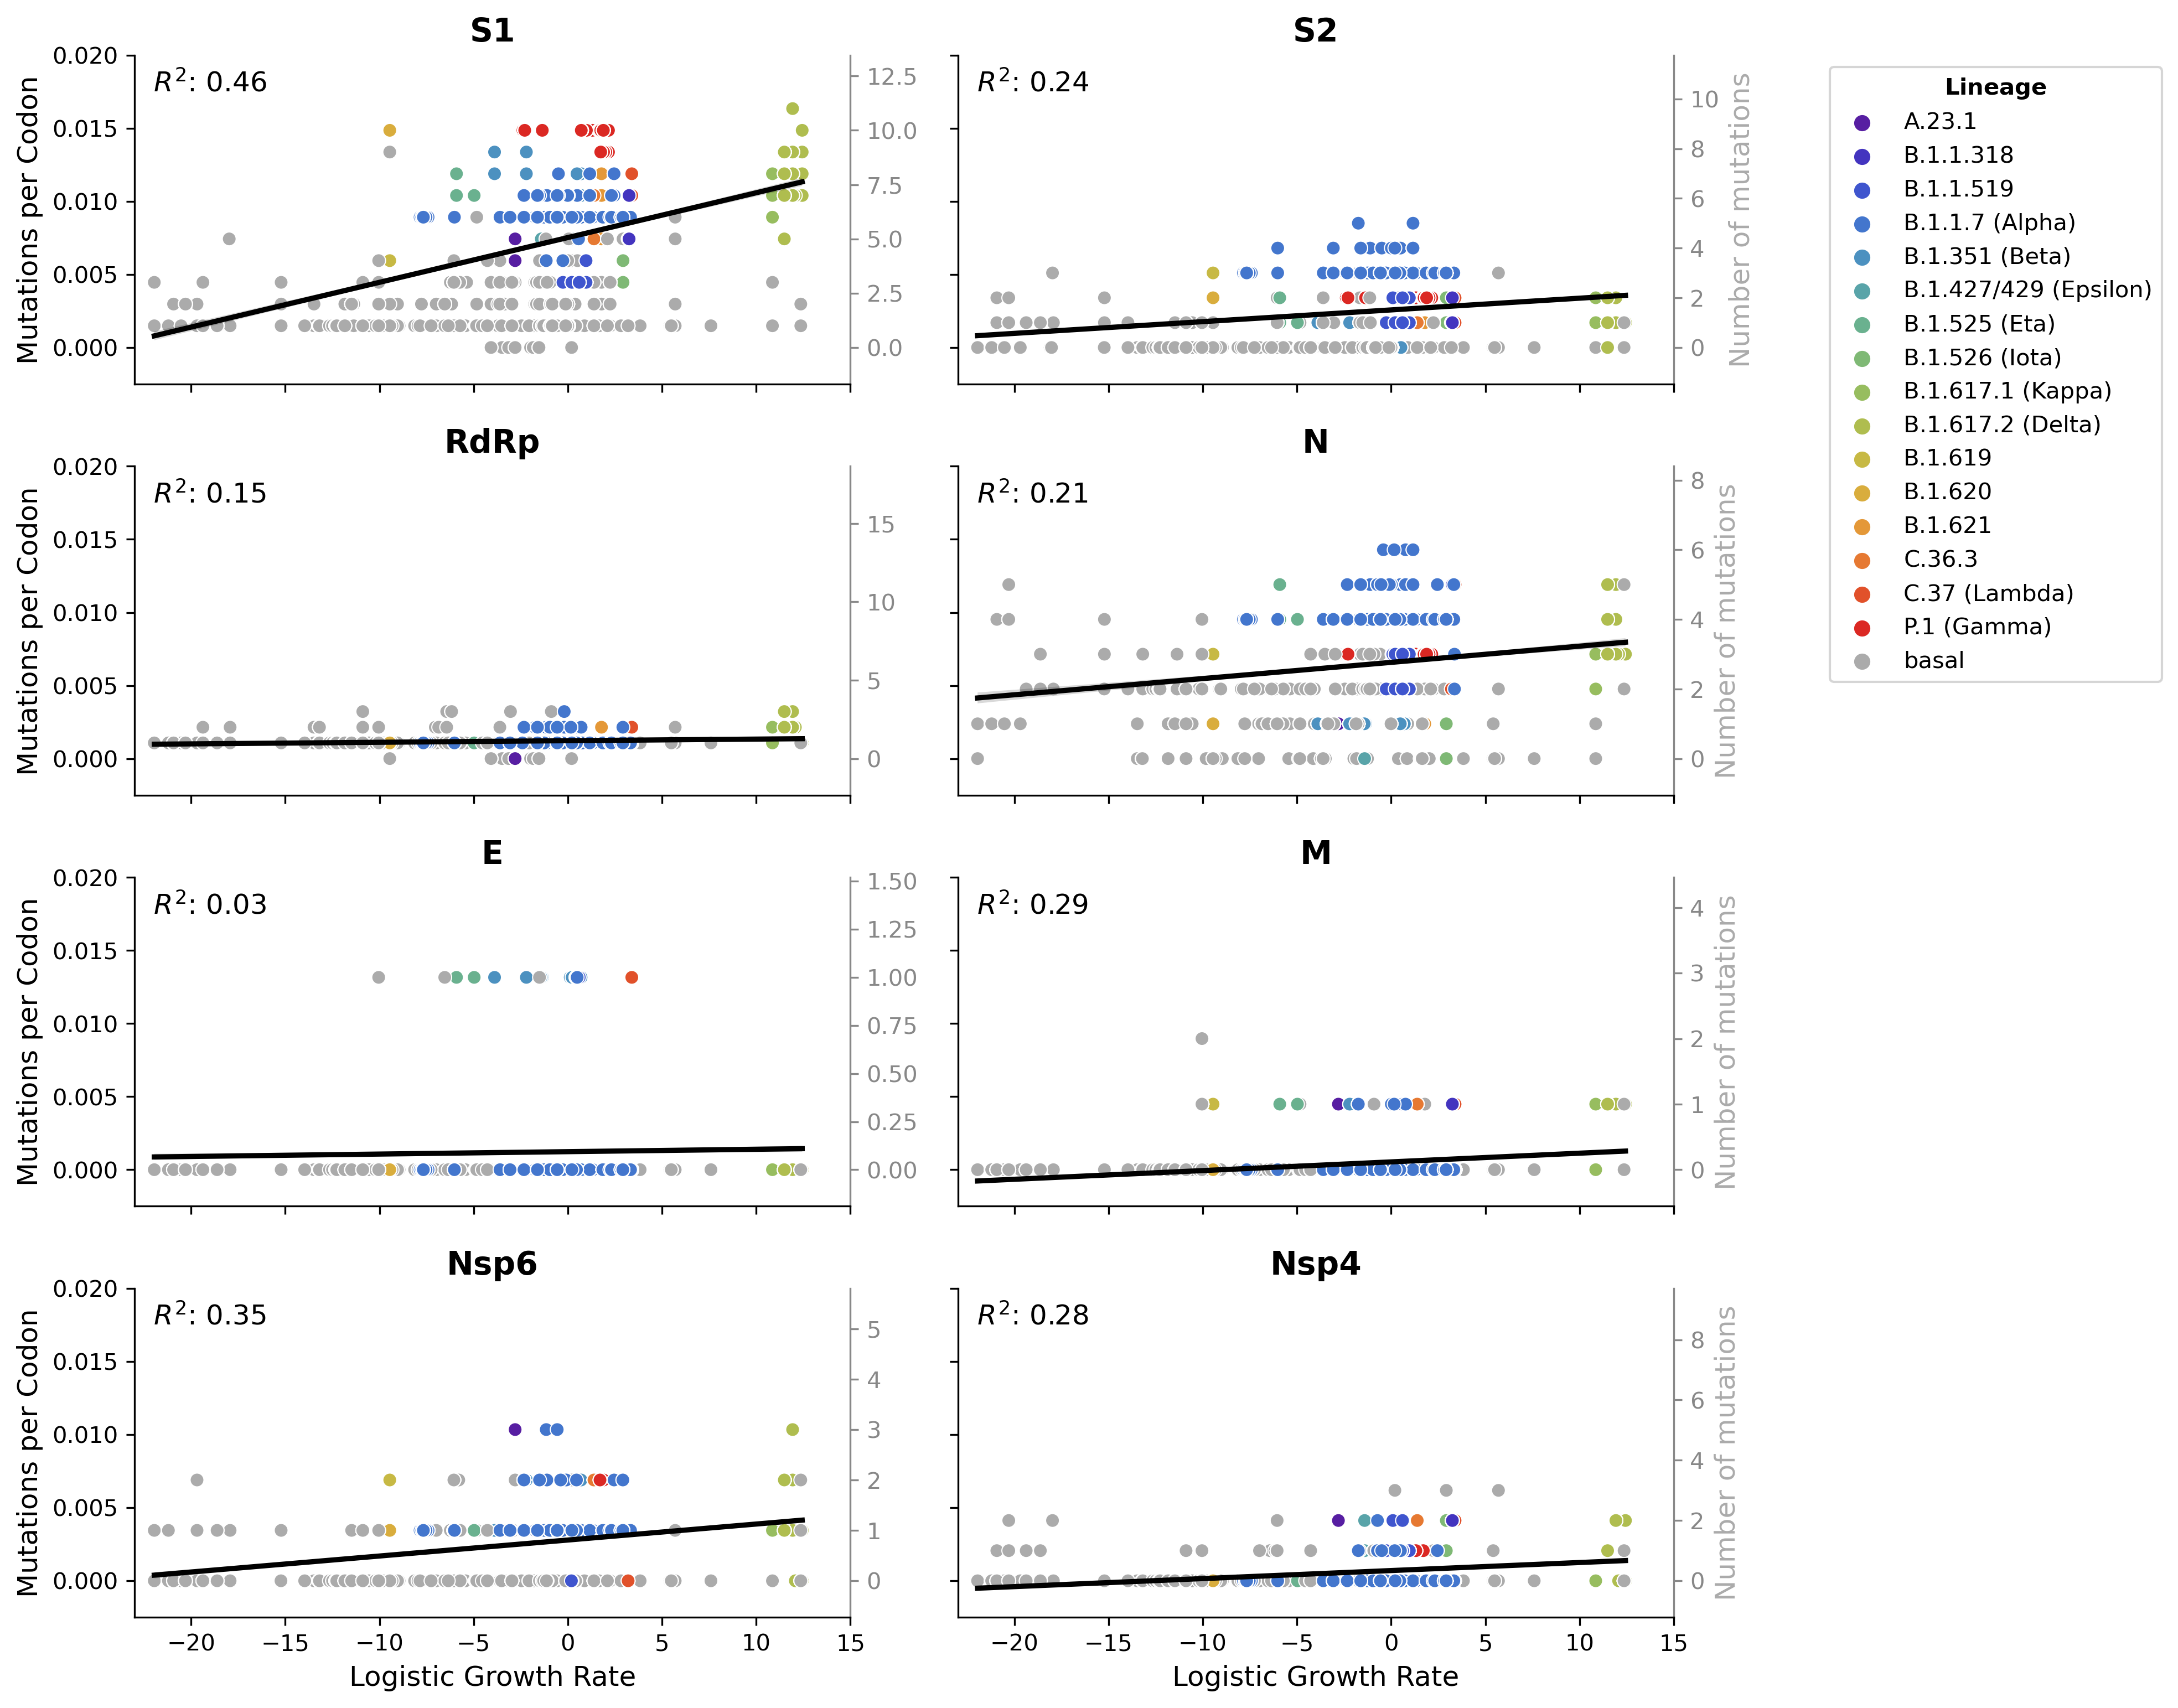 S1
S2
0.020
0.015
0.010
0.005
0.000
Mutations per Codon
R²: 0.46
12.5
10.0
7.5
5.0
2.5
0.0
R²: 0.24
10
8
6
4
2
0
Number of mutations
Lineage
A.23.1
B.1.1.318
B.1.1.519
B.1.1.7 (Alpha)
B.1.351 (Beta)
B.1.427/429 (Epsilon)
B.1.525 (Eta)
B.1.526 (Iota)
B.1.617.1 (Kappa)
B.1.617.2 (Delta)
B.1.619
B.1.620
B.1.621
C.36.3
C.37 (Lambda)
P.1 (Gamma)
basal
RdRp
N
0.020
0.015
0.010
0.005
0.000
Mutations per Codon
R²: 0.15
15
10
5
0
R²: 0.21
8
6
4
2
0
Number of mutations
E
M
0.020
0.015
0.010
0.005
0.000
Mutations per Codon
R²: 0.03
1.50
1.25
1.00
0.75
0.50
0.25
0.00
R²: 0.29
4
3
2
1
0
Number of mutations
Nsp6
Nsp4
0.020
0.015
0.010
0.005
0.000
Mutations per Codon
R²: 0.35
5
4
3
2
1
0
R²: 0.28
8
6
4
2
0
Number of mutations
−20 −15 −10 −5 0 5 10 15
Logistic Growth Rate
−20 −15 −10 −5 0 5 10 15
Logistic Growth Rate